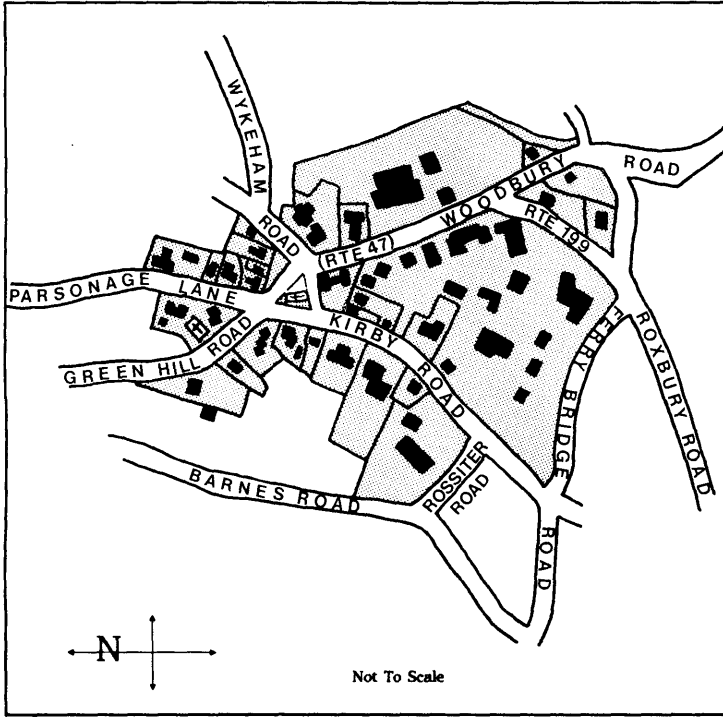 WYKEHAM
ROAD
WOODBURY
ROAD
(RTE 47)
RTE 199
PARSONAGE LANE
KIRBY
ROAD
GREEN HILL ROAD
FERRY BRIDGE
ROAD
ROXBURY ROAD
ROSSITER
ROAD
BARNES ROAD
N
Not To Scale